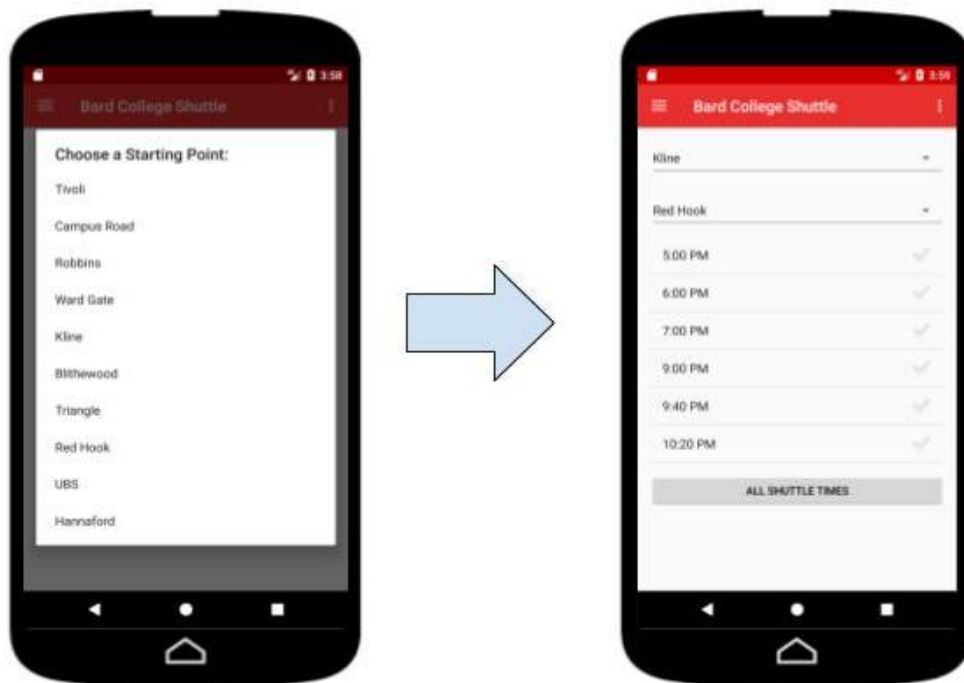 3:58
Bard College Shuttle
Choose a Starting Point:
Tivoli
Campus Road
Robbins
Ward Gate
Kline
Blithewood
Triangle
Red Hook
UBS
Hannaford
3:59
Bard College Shuttle
Kline
Red Hook
5:00 PM
6:00 PM
7:00 PM
9:00 PM
9:40 PM
10:20 PM
ALL SHUTTLE TIMES